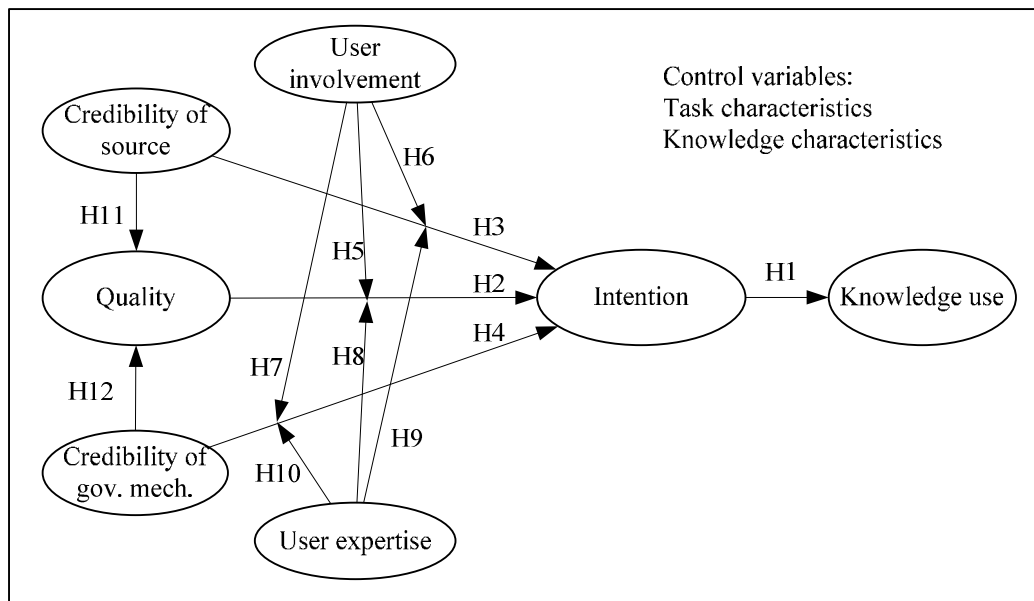 User
involvement
Control variables:
Task characteristics
Knowledge characteristics
Credibility of
source
H6
H11
H3
H5
H1
Quality
H2
Intention
Knowledge use
H4
H8
H7
H12
H9
Credibility of
gov. mech.
H10
User expertise